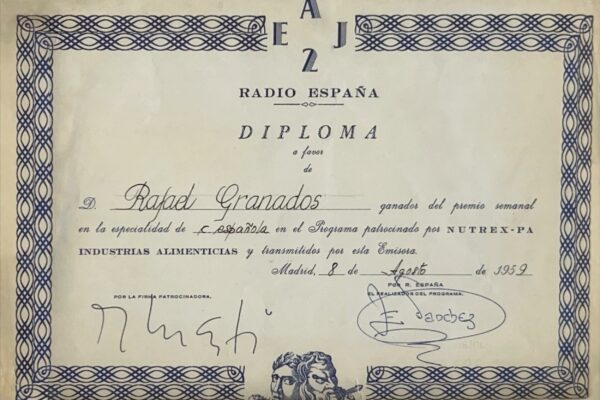 A
E J
2
RADIO ESPAÑA
DIPLOMA
a favor
de
D. Rafael Granados ganador del premio semanal
en la especialidad de c española en el Programa patrocinado por NUTREX-PA
INDUSTRIAS ALIMENTICIAS y transmitidos por esta Emisora.
Madrid, 8 de Agosto de 1959
POR LA FIRMA PATROCINADORA,
POR R. ESPAÑA
EL REALIZADOR DEL PROGRAMA,
E Sanchez